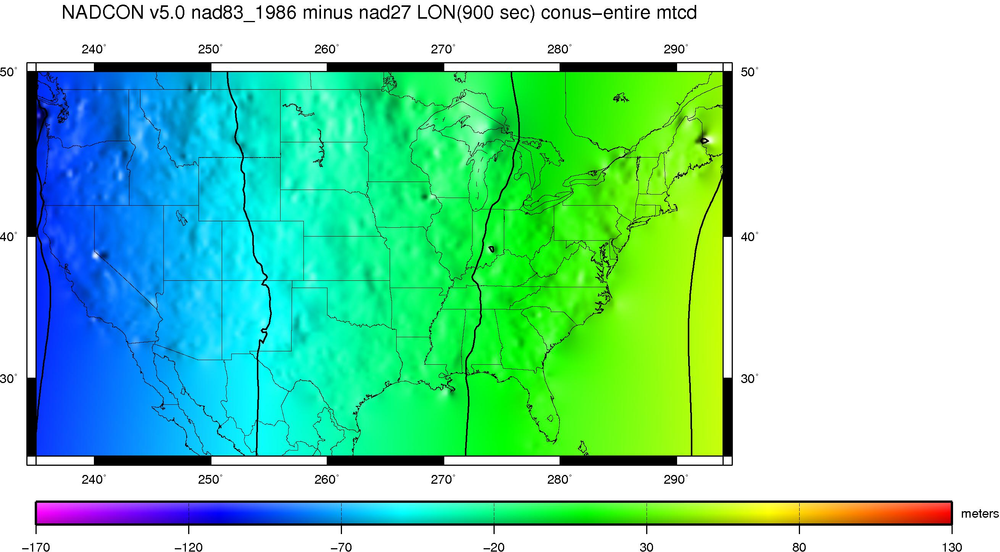 NADCON v5.0 nad83_1986 minus nad27 LON(900 sec) conus−entire mtcd
240° 250° 260° 270° 280° 290°
50° 50°
40° 40°
30° 30°
240° 250° 260° 270° 280° 290°
meters
−170 −120 −70 −20 30 80 130